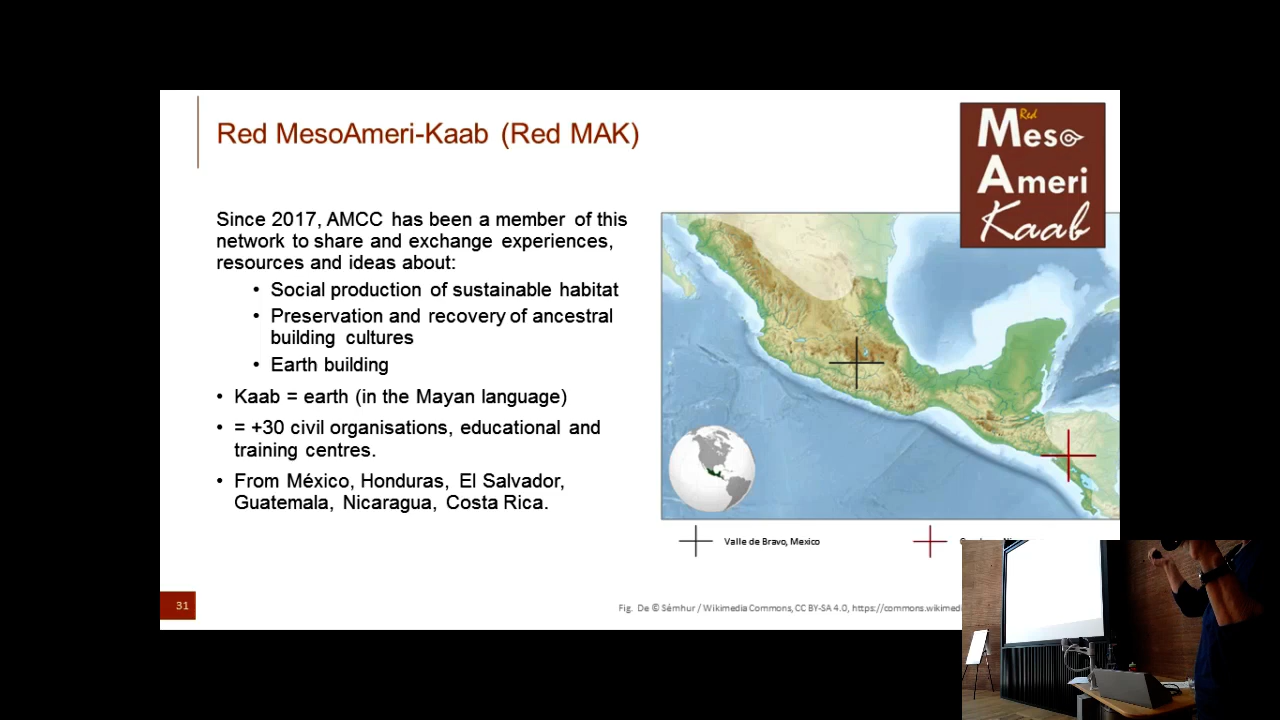 Red MesoAmeri-Kaab (Red MAK)
Red
Meso
Ameri
Kaab
Since 2017, AMCC has been a member of this
network to share and exchange experiences,
resources and ideas about:
• Social production of sustainable habitat
• Preservation and recovery of ancestral
building cultures
• Earth building
• Kaab = earth (in the Mayan language)
• = +30 civil organisations, educational and
training centres.
• From México, Honduras, El Salvador,
Guatemala, Nicaragua, Costa Rica.
Valle de Bravo, Mexico
31
Fig. De © Sémhur / Wikimedia Commons, CC BY-SA 4.0, https://commons.wikimedi